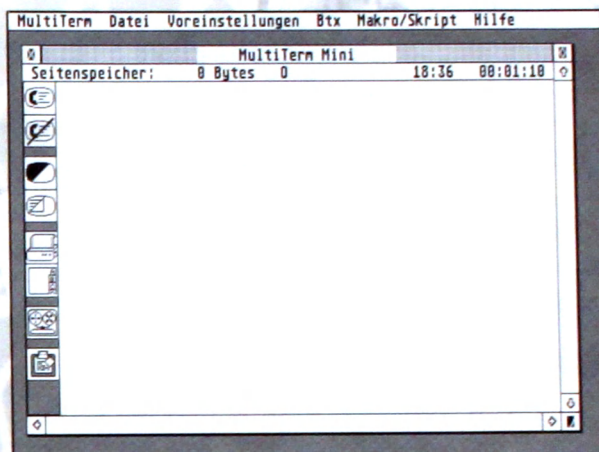 MultiTerm Datei Voreinstellungen Btx Makro/Skript Hilfe
MultiTerm Mini
Seitenspeicher: 0 Bytes 0 18:36 00:01:10